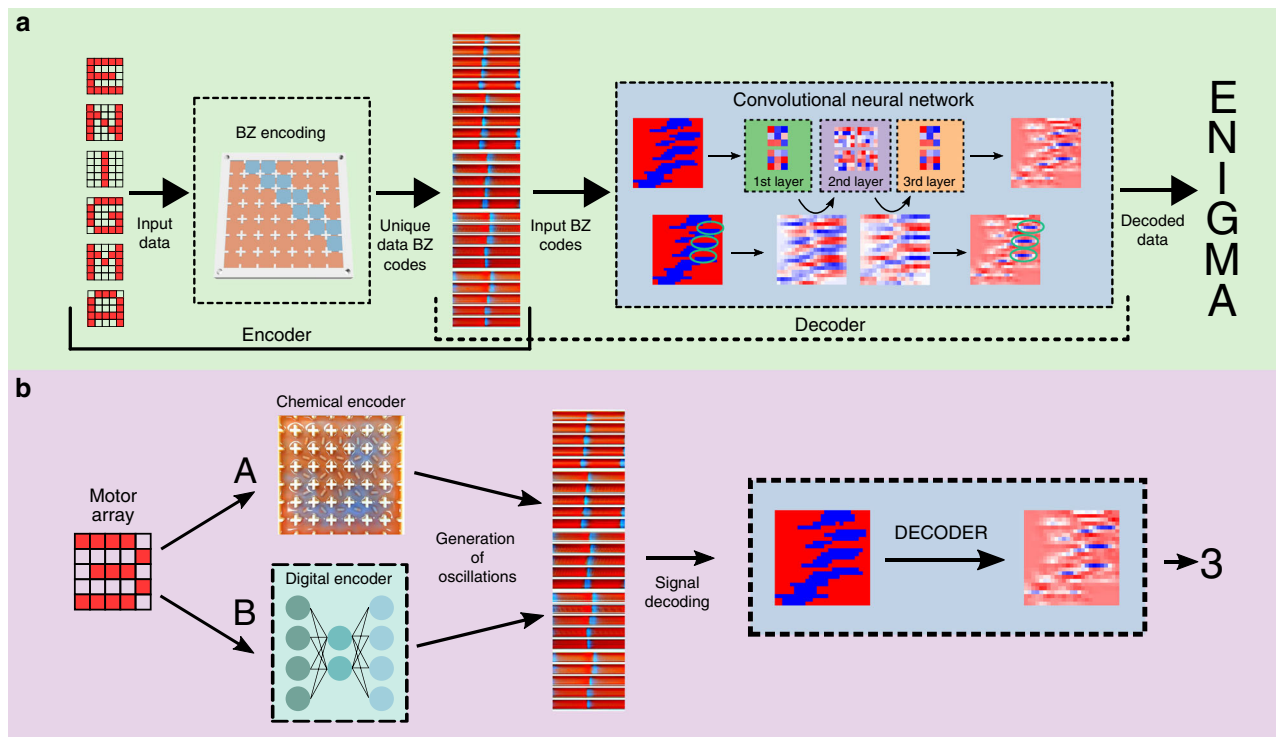 a
BZ encoding
Input
data
Unique
data BZ
codes
Input BZ
codes
Convolutional neural network
1st layer
2nd layer
3rd layer
Decoded
data
E
N
I
G
M
A
Encoder
Decoder
b
Motor
array
A
B
Chemical encoder
Digital encoder
Generation
of
oscillations
Signal
decoding
DECODER
3